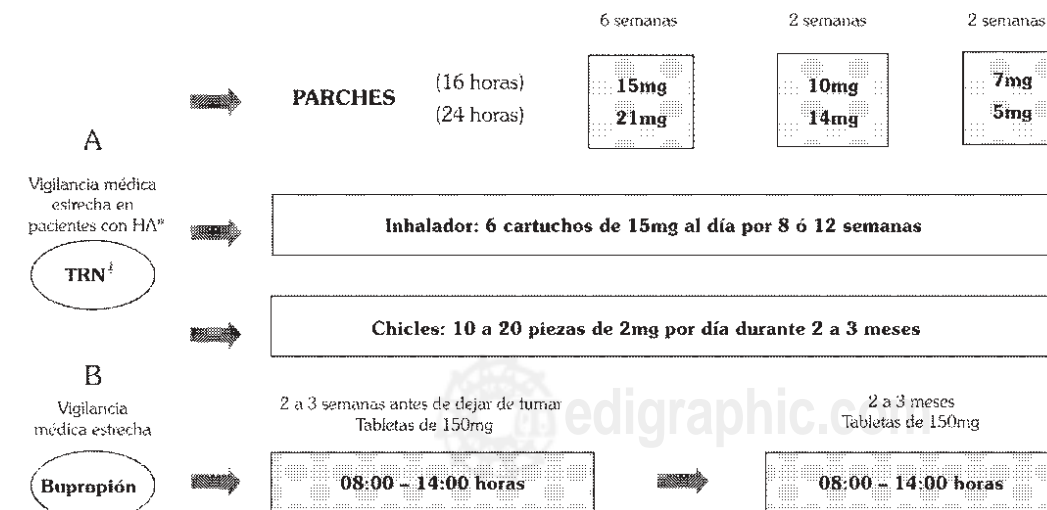 6 semanas 2 semanas 2 semanas
PARCHES (16 horas) 15mg 10mg 7mg
(24 horas) 21mg 14mg 5mg
A
Vigilancia médica
estrecha en
pacientes con HA*
Inhalador: 6 cartuchos de 15mg al día por 8 ó 12 semanas
TRN‡
Chicles: 10 a 20 piezas de 2mg por día durante 2 a 3 meses
B
Vigilancia
médica estrecha
2 a 3 semanas antes de dejar de fumar
Tabletas de 150mg
2 a 3 meses
Tabletas de 150mg
edigraphic.com
Bupropión 08:00 – 14:00 horas 08:00 – 14:00 horas